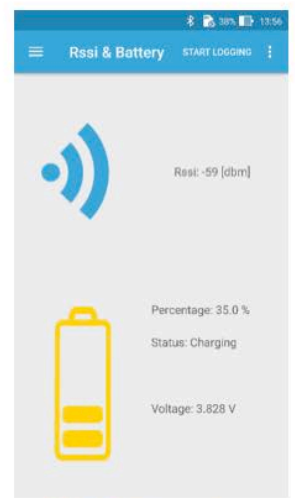 38% 13:56
Rssi & Battery START LOGGING
Rssi: -59 [dbm]
Percentage: 35.0 %
Status: Charging
Voltage: 3.828 V